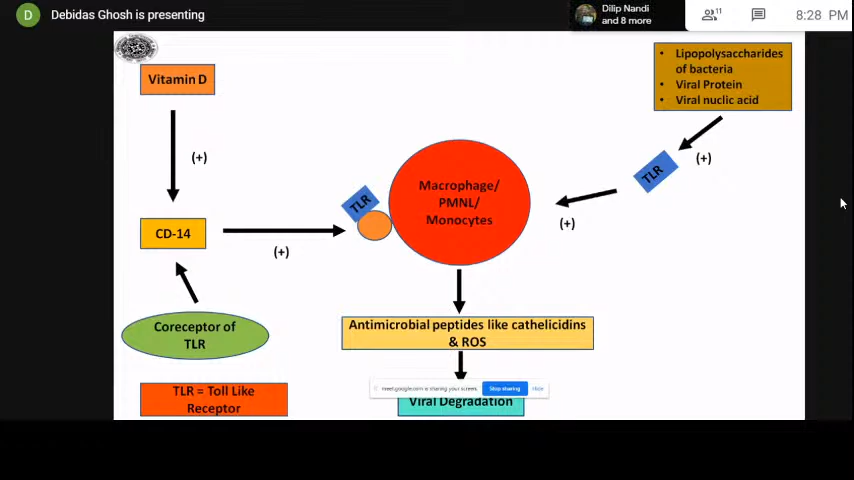 D Debidas Ghosh is presenting
Dilip Nandi
and 8 more
11
8:28 PM
Vitamin D
• Lipopolysaccharides
of bacteria
• Viral Protein
• Viral nuclic acid
(+)
(+)
TLR
Macrophage/
PMNL/
Monocytes
TLR
(+)
CD-14
(+)
Coreceptor of
TLR
Antimicrobial peptides like cathelicidins
& ROS
meet.google.com is sharing your screen.
Stop sharing
Hide
TLR = Toll Like
Receptor
Viral Degradation